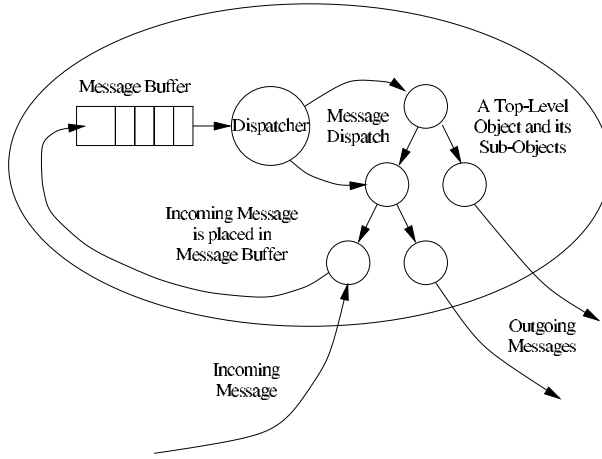 Message Buffer
Dispatcher
Message
Dispatch
A Top-Level
Object and its
Sub-Objects
Incoming Message
is placed in
Message Buffer
Outgoing
Messages
Incoming
Message